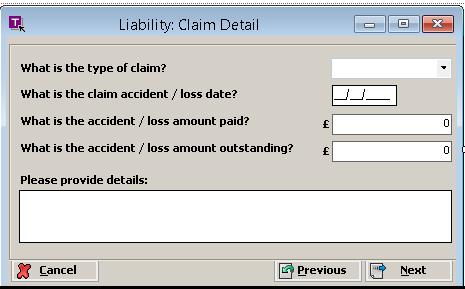 Liability: Claim Detail
What is the type of claim?
What is the claim accident / loss date? __/__/____
What is the accident / loss amount paid? £ 0
What is the accident / loss amount outstanding? £ 0
Please provide details:
Cancel Previous Next